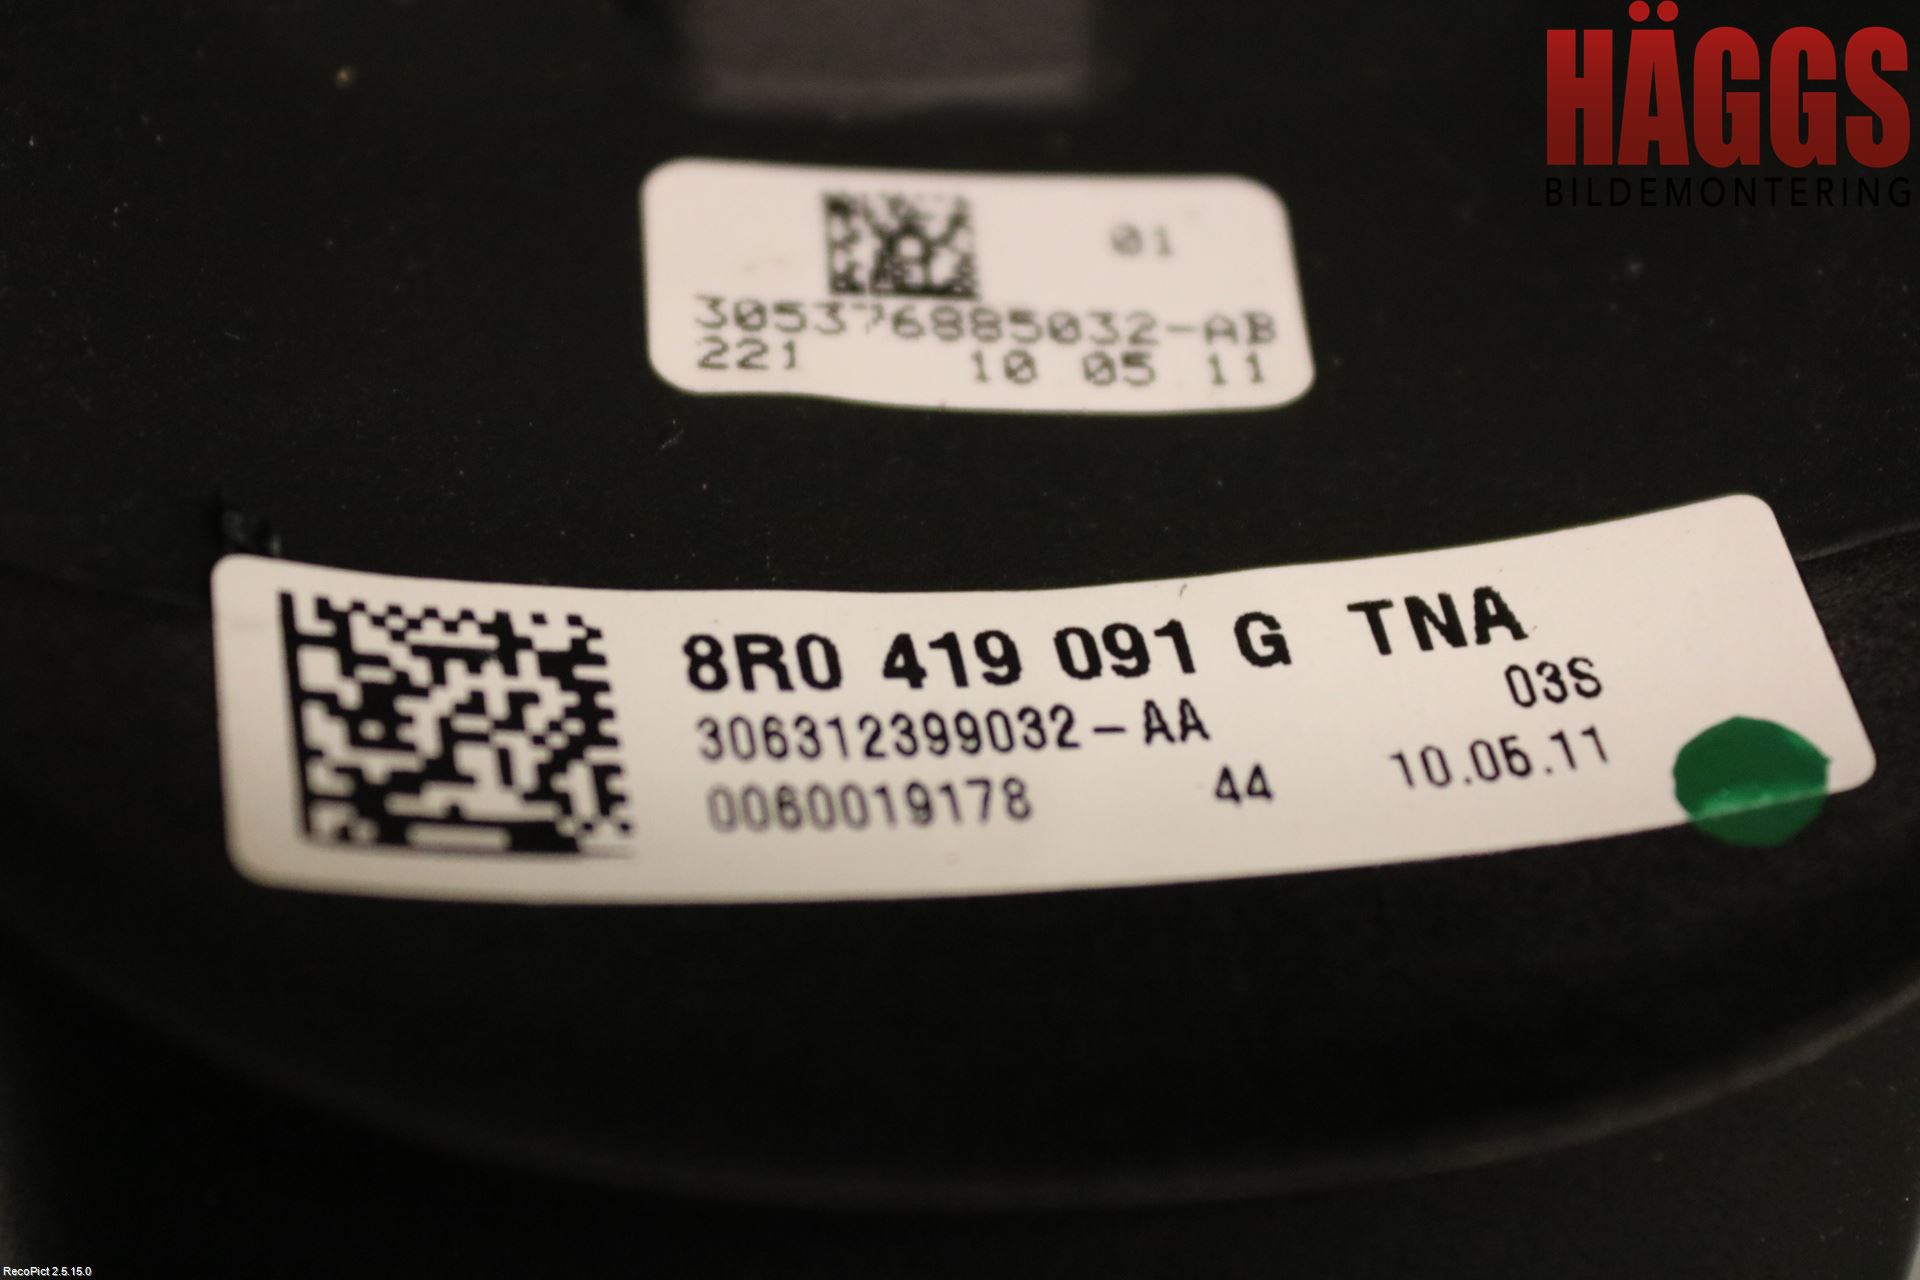 HÄGGS
BILDEMONTERING
01
305376885032-AB
221 10 05 11
8R0 419 091 G TNA
03S
306312399032-AA
0060019178 44 10.05.11
RecoPict 2.5.15.0